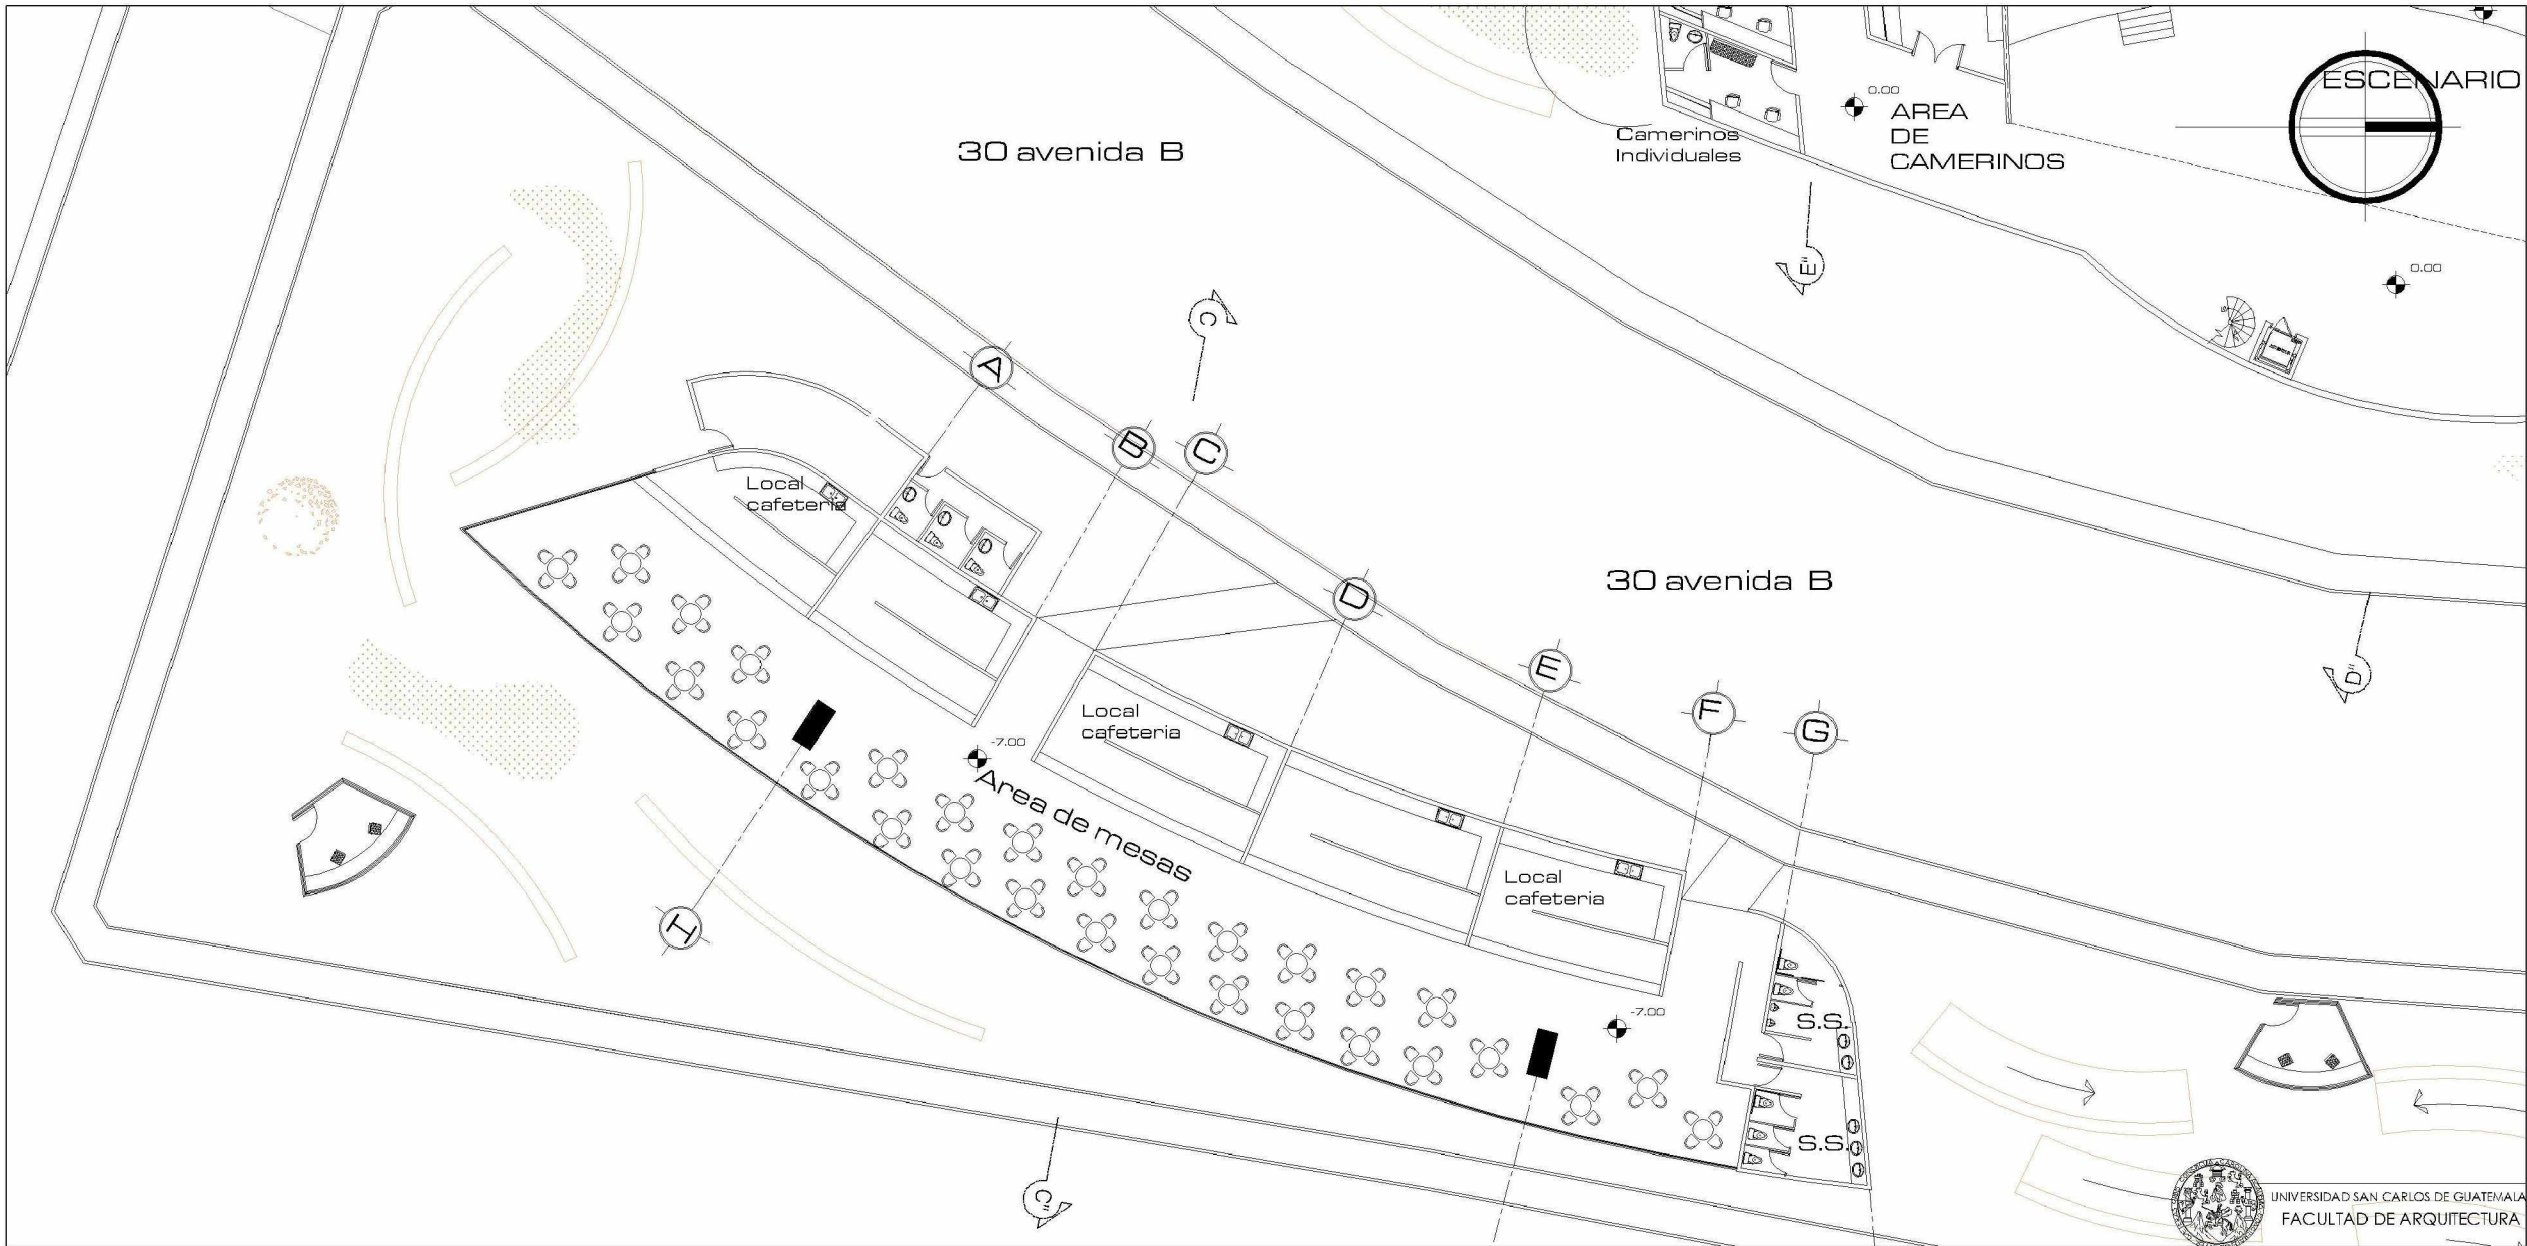 ESCENARIO
0.00
AREA
DE
CAMERINOS
Camerinos
Individuales
30 avenida B
E"
0.00
C
A
B
C
Local
cafeteria
30 avenida B
D
E
D"
F
G
Local
cafeteria
-7.00
Area de mesas
Local
cafeteria
H
-7.00
S.S.
S.S.
C"
UNIVERSIDAD SAN CARLOS DE GUATEMALA
FACULTAD DE ARQUITECTURA